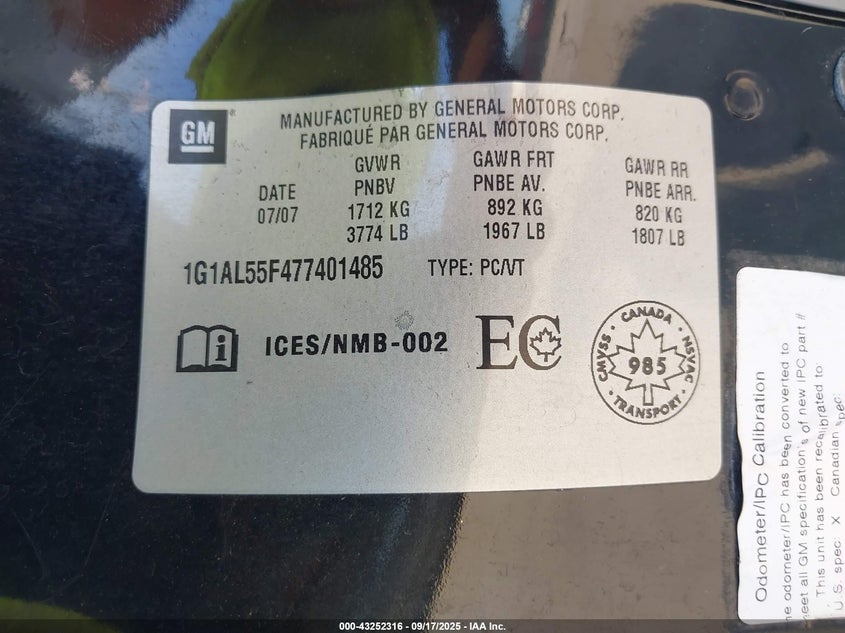 GM
MANUFACTURED BY GENERAL MOTORS CORP.
FABRIQUÉ PAR GENERAL MOTORS CORP.
DATE
07/07
GVWR
PNBV
1712 KG
3774 LB
GAWR FRT
PNBE AV.
892 KG
1967 LB
GAWR RR
PNBE ARR.
820 KG
1807 LB
1G1AL55F477401485 TYPE: PC/VT
i
ICES/NMB-002
EC
CANADA
CMVSS · NSVAC
985
TRANSPORT
Odometer/IPC Calibration
odometer/IPC has been converted to
all GM specification's of new IPC part #
This unit has been recalibrated to
U.S. spec X Canadian spec:
000-43252316 - 09/17/2025 - IAA Inc.